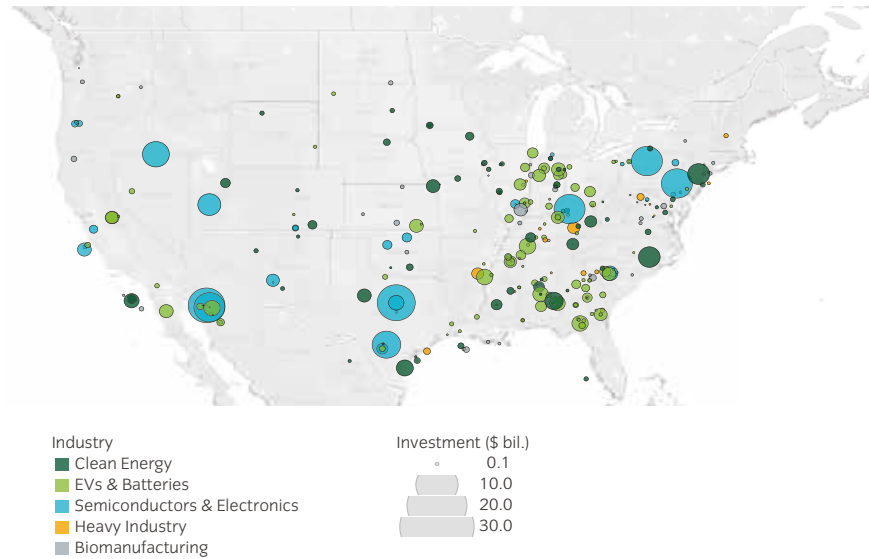 Industry
Clean Energy
EVs & Batteries
Semiconductors & Electronics
Heavy Industry
Biomanufacturing
Investment ($ bil.)
0.1
10.0
20.0
30.0